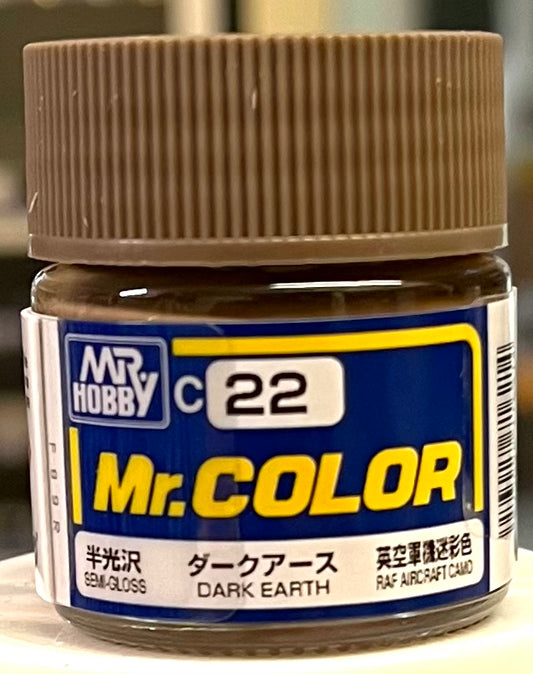 MR
HOBBY
C 22
Mr.COLOR
半光沢
SEMI-GLOSS
ダークアース
DARK EARTH
英空軍機迷彩色
RAF AIRCRAFT CAMO